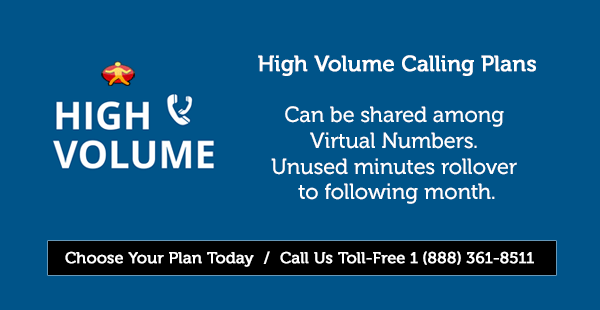 HIGH
VOLUME
High Volume Calling Plans
Can be shared among
Virtual Numbers.
Unused minutes rollover
to following month.
Choose Your Plan Today / Call Us Toll-Free 1 (888) 361-8511